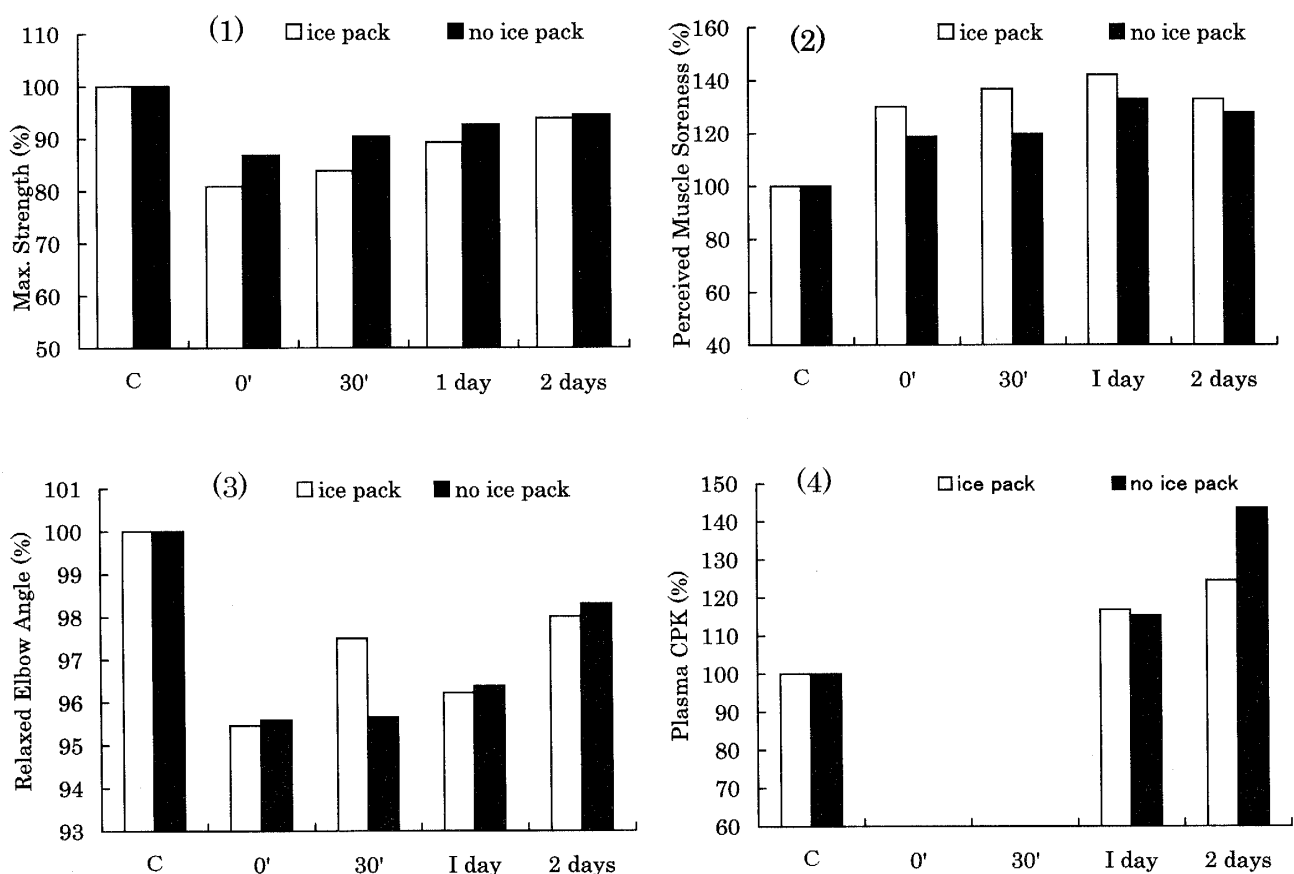 (1)
ice pack
no ice pack
Max. Strength (%)
110
100
90
80
70
60
50
C
0'
30'
1 day
2 days
(2)
ice pack
no ice pack
Perceived Muscle Soreness (%)
160
140
120
100
80
60
40
C
0'
30'
I day
2 days
(3)
ice pack
no ice pack
Relaxed Elbow Angle (%)
101
100
99
98
97
96
95
94
93
C
0'
30'
I day
2 days
(4)
ice pack
no ice pack
Plasma CPK (%)
150
140
130
120
110
100
90
80
70
60
C
0'
30'
I day
2 days